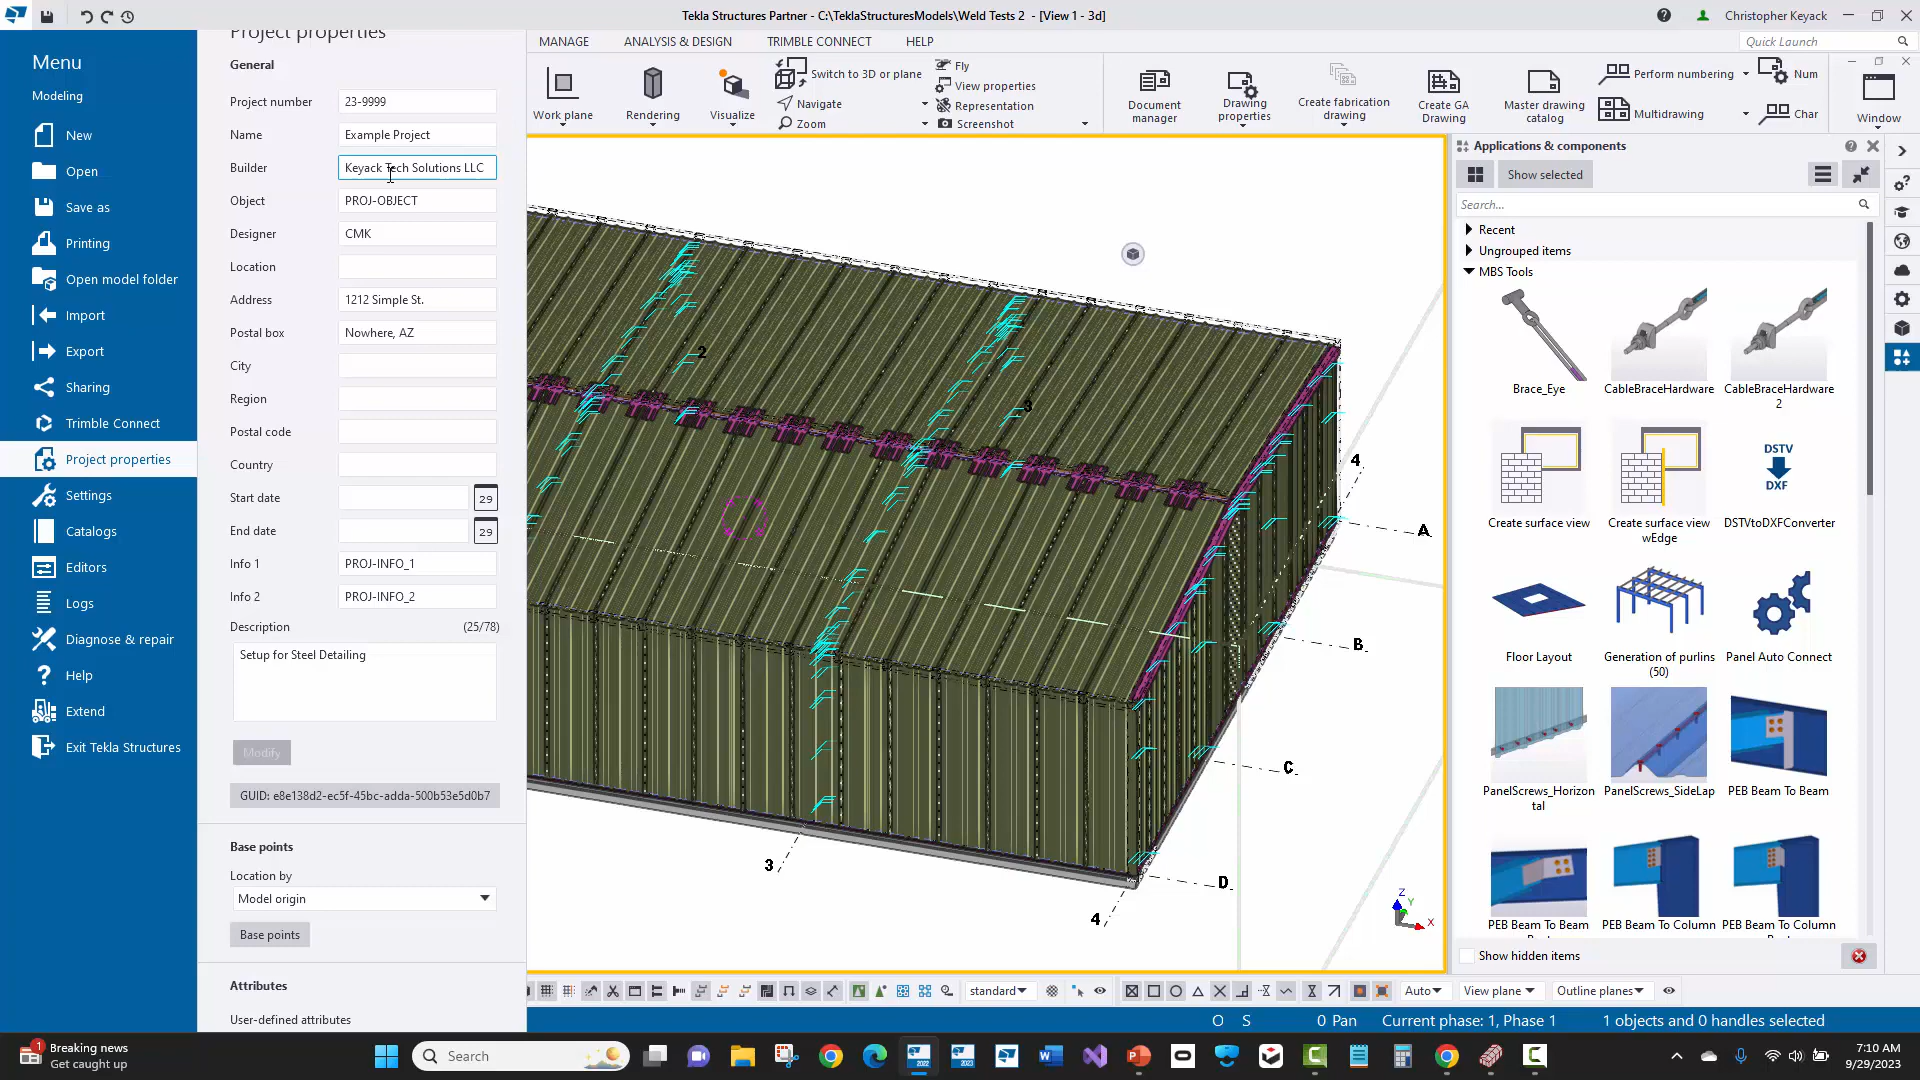 Tekla Structures Partner - C:\TeklaStructuresModels\Weld Tests 2 - [View 1 - 3d]
Christopher Keyack
Menu
Modeling
New
Open
Save as
Printing
Open model folder
Import
Export
Sharing
Trimble Connect
Project properties
Settings
Catalogs
Editors
Logs
Diagnose & repair
Help
Extend
Exit Tekla Structures
Project properties
General
Project number 23-9999
Name Example Project
Builder Keyack Tech Solutions LLC
Object PROJ-OBJECT
Designer CMK
Location
Address 1212 Simple St.
Postal box Nowhere, AZ
City
Region
Postal code
Country
Start date 29
End date 29
Info 1 PROJ-INFO_1
Info 2 PROJ-INFO_2
Description (25/78)
Setup for Steel Detailing
Modify
GUID: e8e138d2-ec5f-45bc-adda-500b53e5d0b7
Base points
Location by
Model origin
Base points
Attributes
User-defined attributes
MANAGE ANALYSIS & DESIGN TRIMBLE CONNECT HELP
Quick Launch
Work plane
Rendering
Visualize
Switch to 3D or plane
Navigate
Zoom
Fly
View properties
Representation
Screenshot
Document
manager
Drawing
properties
Create fabrication
drawing
Create GA
Drawing
Master drawing
catalog
Perform numbering
Multidrawing
Num
Char
Window
2
3
4
A
B
C
D
3
4
Z
Y
X
Applications & components
Show selected
Search...
Recent
Ungrouped items
MBS Tools
Brace_Eye
CableBraceHardware
CableBraceHardware
2
DSTV
DXF
Create surface view
Create surface view
wEdge
DSTVtoDXFConverter
Floor Layout
Generation of purlins
(50)
Panel Auto Connect
PanelScrews_Horizon
tal
PanelScrews_SideLap
PEB Beam To Beam
PEB Beam To Beam
PEB Beam To Column
PEB Beam To Column
Show hidden items
standard
Auto
View plane
Outline planes
O S 0 Pan Current phase: 1, Phase 1 1 objects and 0 handles selected
1
Breaking news
Get caught up
Search
2022
2023
7:10 AM
9/29/2023